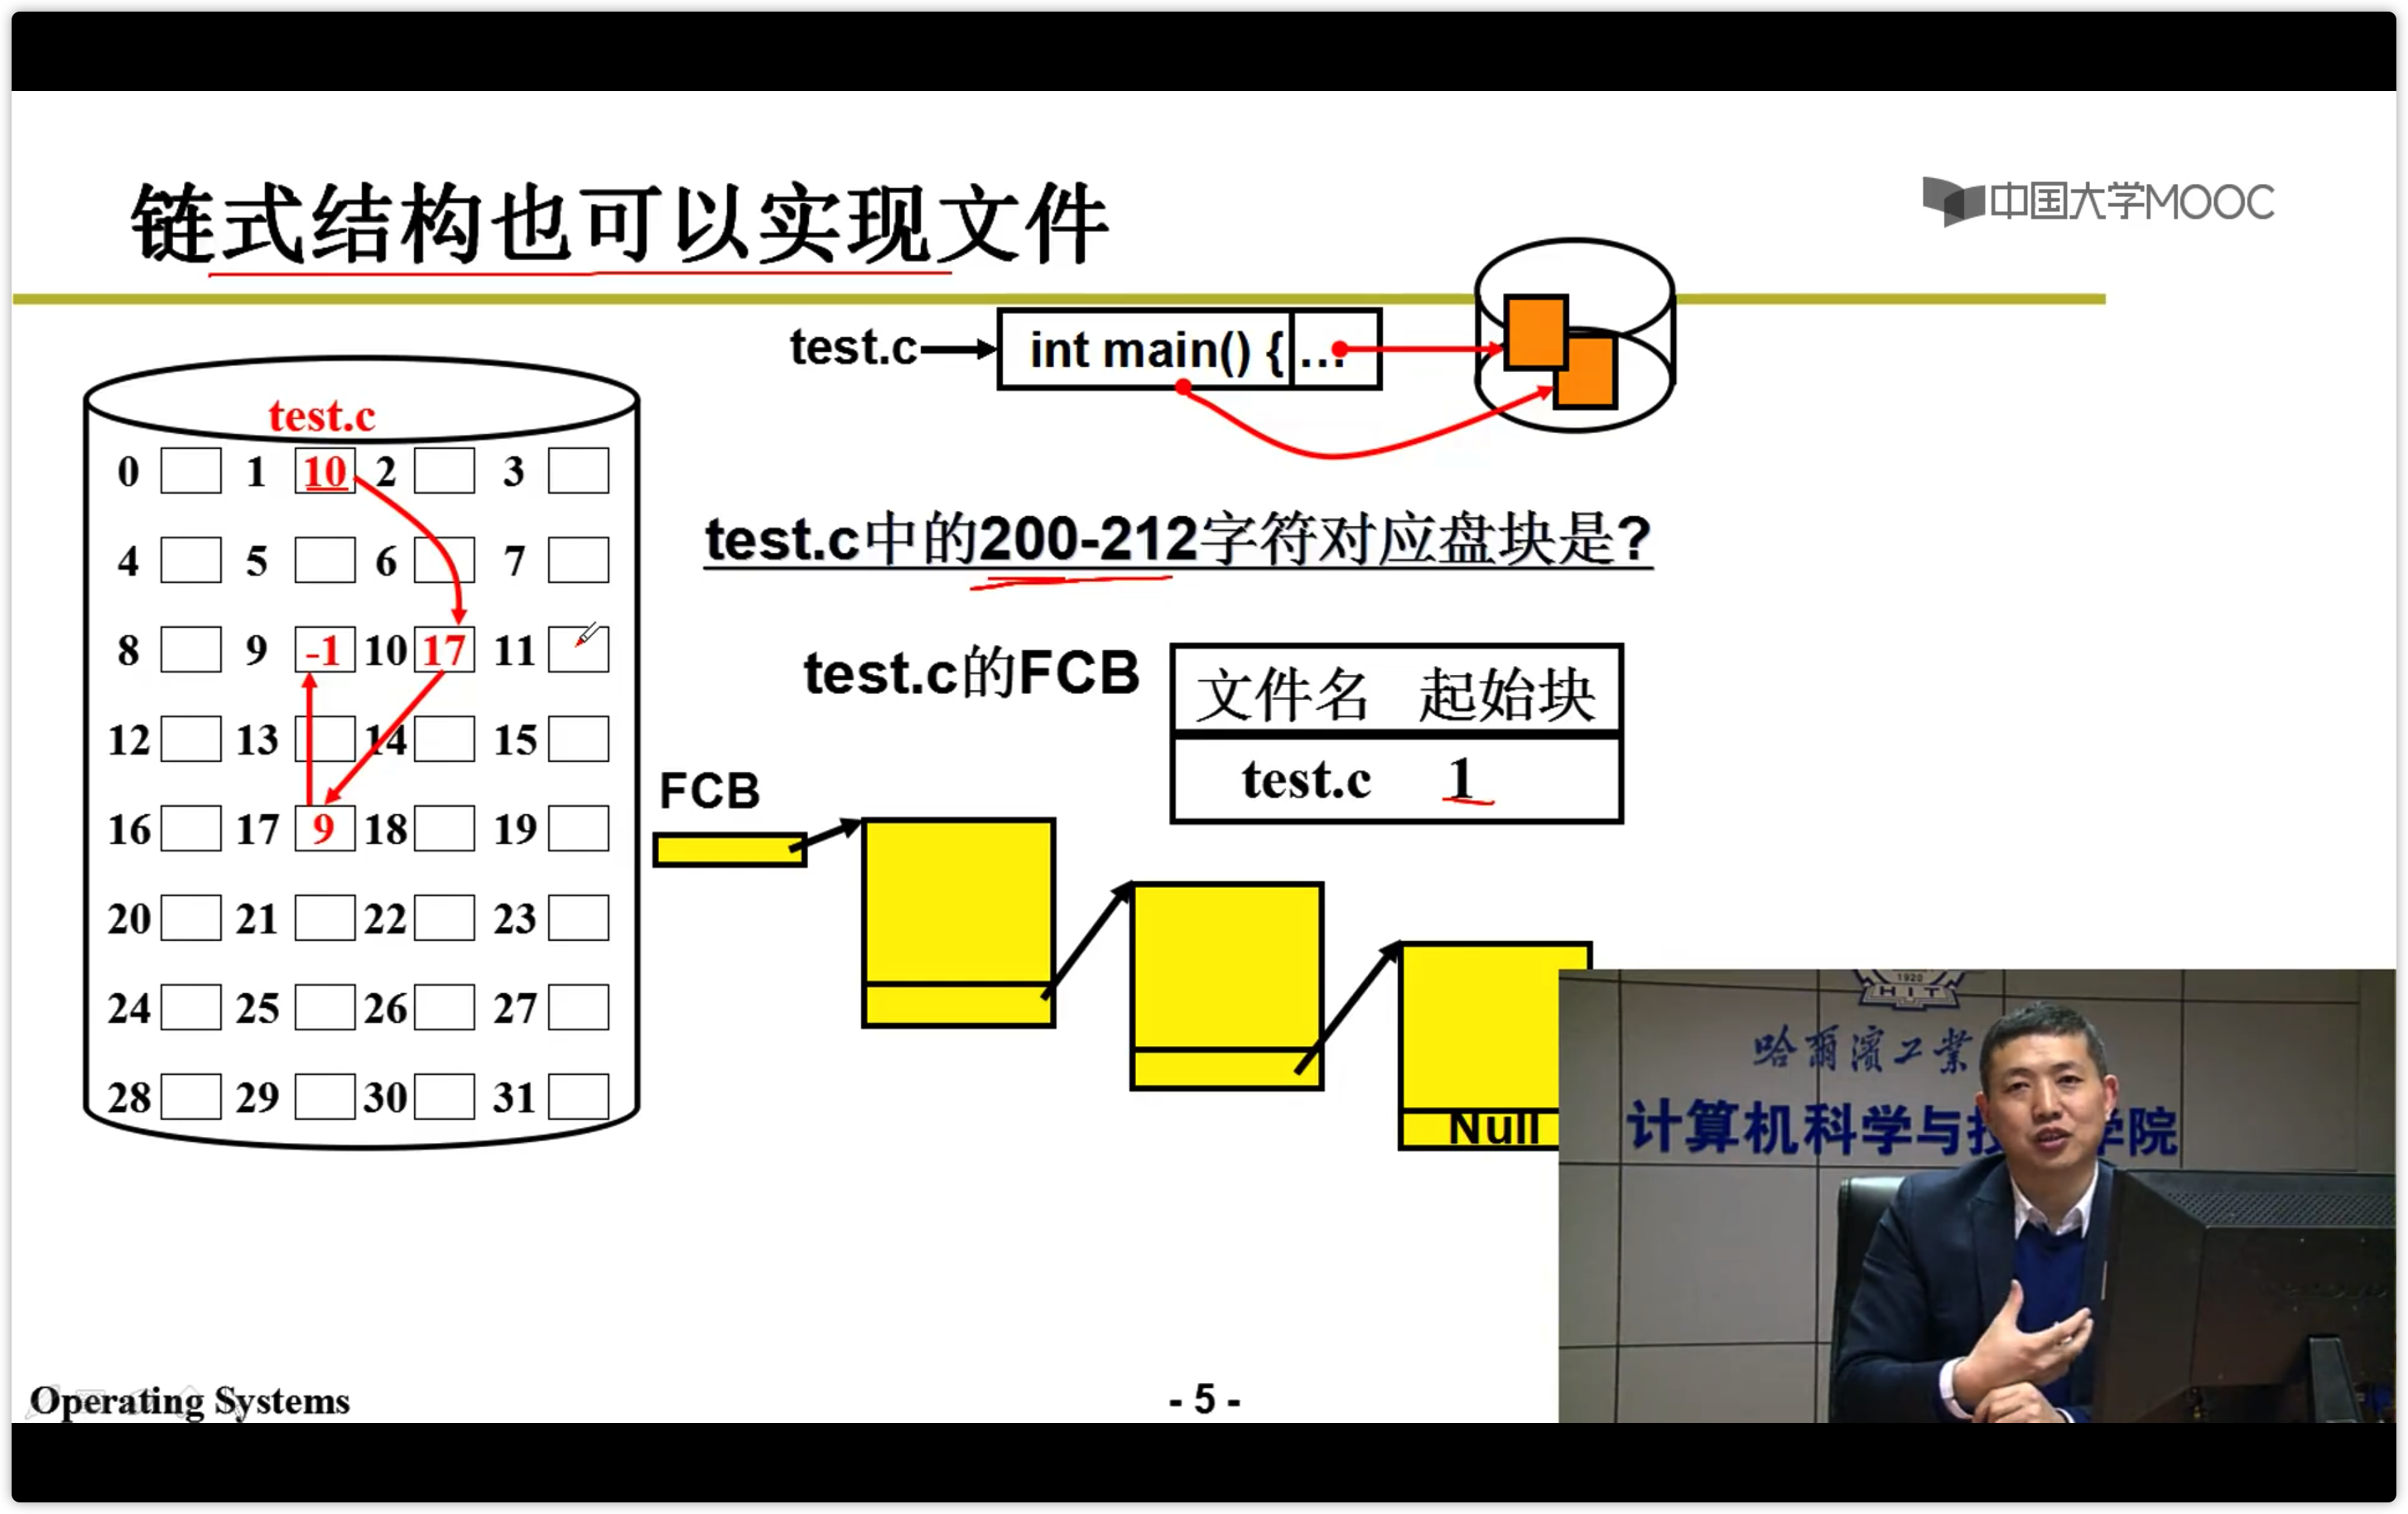 链式结构也可以实现文件
中国大学MOOC
test.c
int main() { ...
test.c
0 1 10 2 3
4 5 6 7
8 9 -1 10 17 11
12 13 14 15
16 17 9 18 19
20 21 22 23
24 25 26 27
28 29 30 31
test.c中的200-212字符对应盘块是?
test.c的FCB
文件名 起始块
test.c 1
FCB
Null
1920
HIT
哈爾濱工業
计算机科学与技 学院
Operating Systems
- 5 -